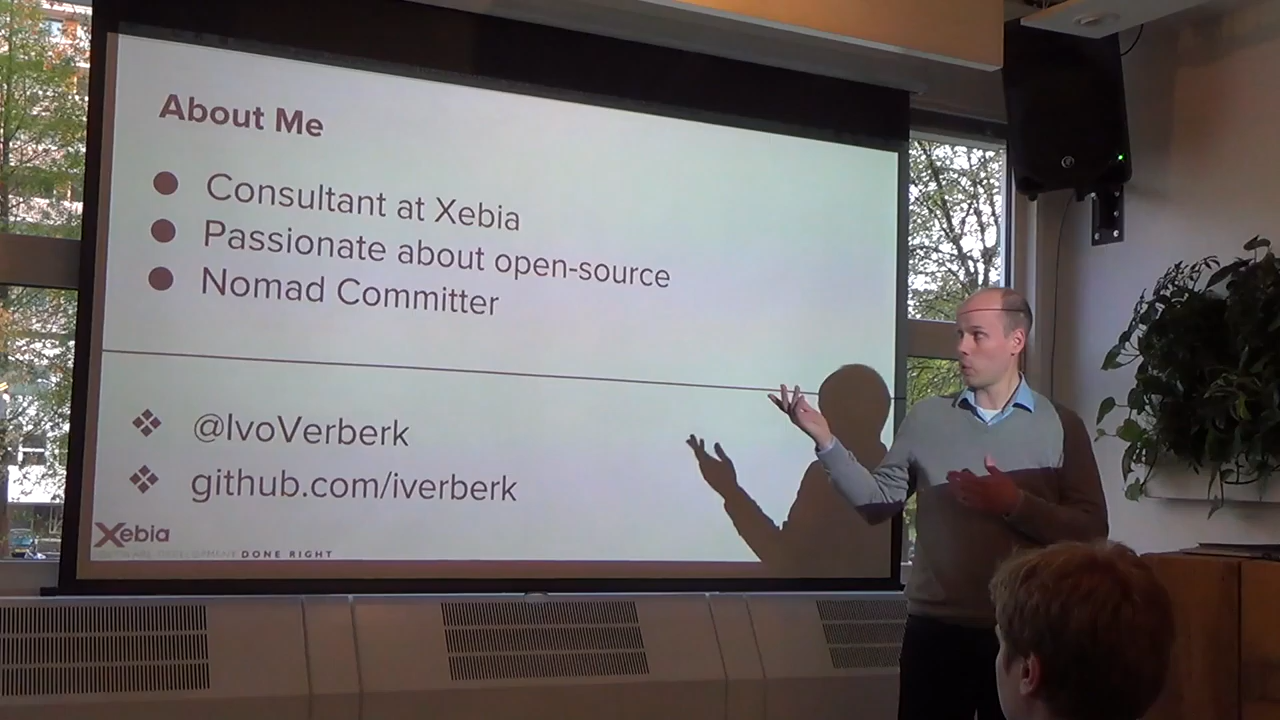 About Me
Consultant at Xebia
Passionate about open-source
Nomad Committer
@IvoVerberk
github.com/iverberk
Xebia
DONE RIGHT